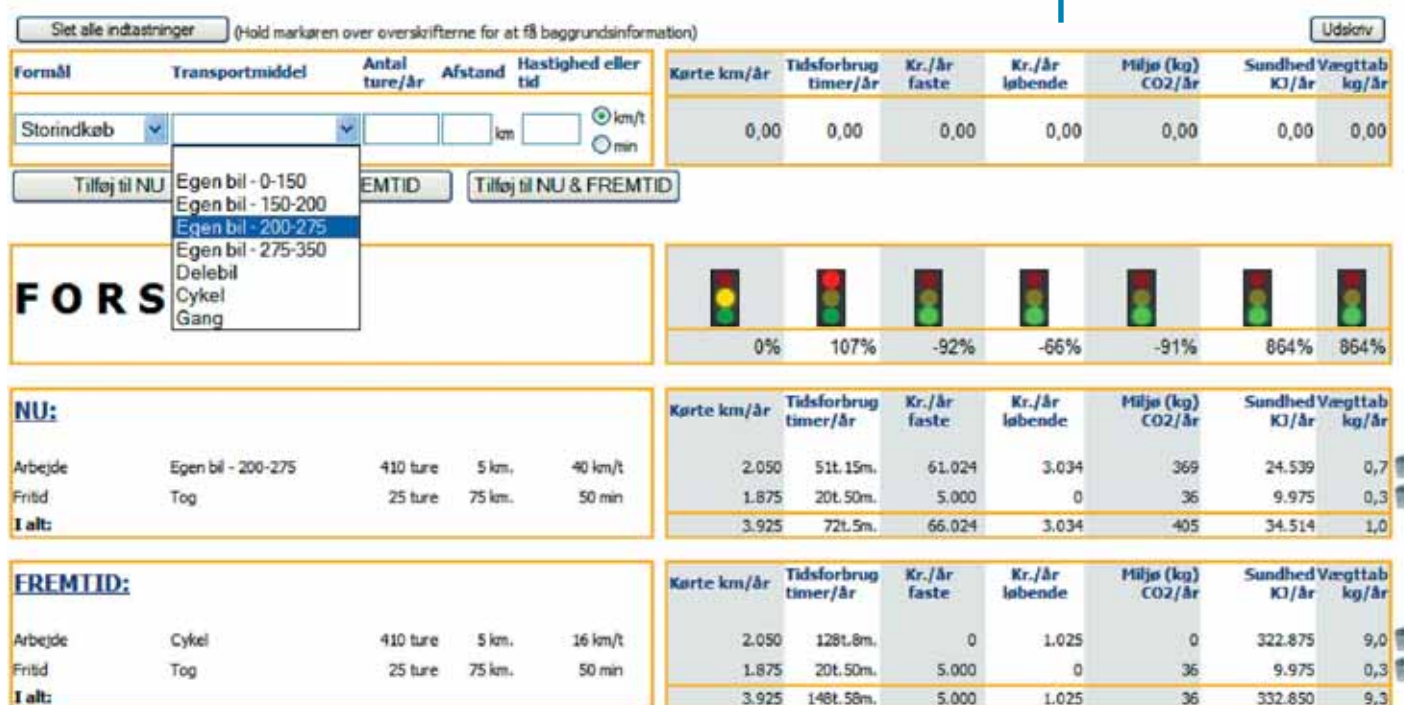 Slet alle indtastninger (Hold markøren over overskrifterne for at få baggrundsinformation) Udskriv
Formål Transportmiddel Antal ture/år Afstand Hastighed eller tid Kørte km/år Tidsforbrug timer/år Kr./år faste Kr./år løbende Miljø (kg) CO2/år Sundhed KJ/år Vægttab kg/år
Storindkøb km km/t min 0,00 0,00 0,00 0,00 0,00 0,00 0,00
Tilføj til NU EMTID Tilføj til NU & FREMTID
Egen bil - 0-150
Egen bil - 150-200
Egen bil - 200-275
Egen bil - 275-350
Delebil
Cykel
Gang
FORS
0% 107% -92% -66% -91% 864% 864%
NU: Kørte km/år Tidsforbrug timer/år Kr./år faste Kr./år løbende Miljø (kg) CO2/år Sundhed KJ/år Vægttab kg/år
Arbejde Egen bil - 200-275 410 ture 5 km. 40 km/t 2.050 51t.15m. 61.024 3.034 369 24.539 0,7
Fritid Tog 25 ture 75 km. 50 min 1.875 20t.50m. 5.000 0 36 9.975 0,3
I alt: 3.925 72t.5m. 66.024 3.034 405 34.514 1,0
FREMTID: Kørte km/år Tidsforbrug timer/år Kr./år faste Kr./år løbende Miljø (kg) CO2/år Sundhed KJ/år Vægttab kg/år
Arbejde Cykel 410 ture 5 km. 16 km/t 2.050 128t.8m. 0 1.025 0 322.875 9,0
Fritid Tog 25 ture 75 km. 50 min 1.875 20t.50m. 5.000 0 36 9.975 0,3
I alt: 3.925 148t.58m. 5.000 1.025 36 332.850 9,3